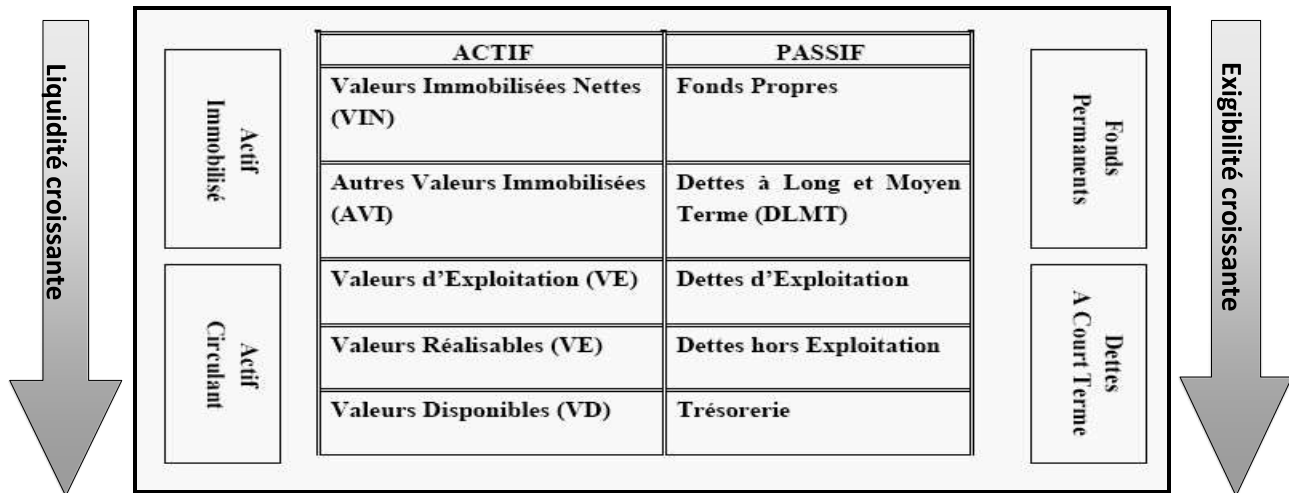 Liquidité croissante
Actif
Immobilisé
Actif
Circulant
ACTIF
PASSIF
Valeurs Immobilisées Nettes
(VIN)
Fonds Propres
Autres Valeurs Immobilisées
(AVI)
Dettes à Long et Moyen
Terme (DLMT)
Valeurs d’Exploitation (VE)
Dettes d’Exploitation
Valeurs Réalisables (VE)
Dettes hors Exploitation
Valeurs Disponibles (VD)
Trésorerie
Fonds
Permanents
Dettes
A Court Terme
Exigibilité croissante